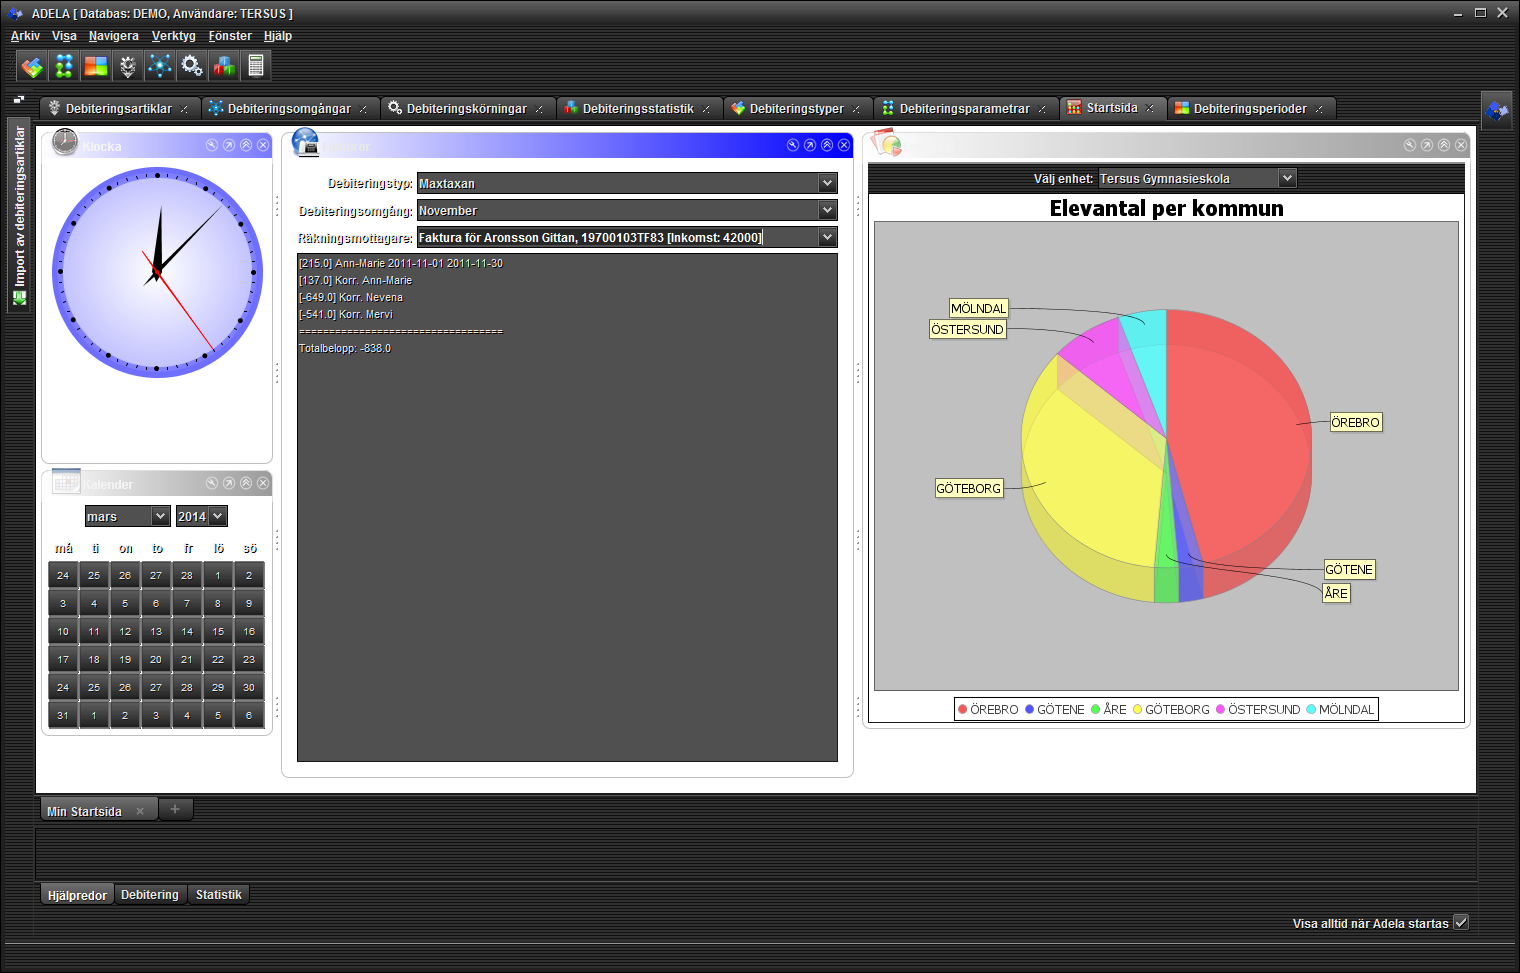 ADELA [ Databas: DEMO, Användare: TERSUS ]
Arkiv Visa Navigera Verktyg Fönster Hjälp
Debiteringsartiklar Debiteringsomgångar Debiteringskörningar Debiteringsstatistik Debiteringstyper Debiteringsparametrar Startsida Debiteringsperioder
Import av debiteringsartiklar
Klocka
Debiteringstyp: Maxtaxan
Debiteringsomgång: November
Räkningsmottagare: Faktura för Aronsson Gittan, 19700103TF83 [Inkomst: 42000]
[215.0] Ann-Marie 2011-11-01 2011-11-30
[137.0] Korr. Ann-Marie
[-649.0] Korr. Nevena
[-541.0] Korr. Mervi
==================================
Totalbelopp: -838.0
Välj enhet: Tersus Gymnasieskola
Elevantal per kommun
MÖLNDAL
ÖSTERSUND
ÖREBRO
GÖTEBORG
GÖTENE
ÅRE
ÖREBRO GÖTENE ÅRE GÖTEBORG ÖSTERSUND MÖLNDAL
Kalender
mars 2014
må ti on to fr lö sö
24 25 26 27 28 1 2
3 4 5 6 7 8 9
10 11 12 13 14 15 16
17 18 19 20 21 22 23
24 25 26 27 28 29 30
31 1 2 3 4 5 6
Min Startsida
Hjälpredor Debitering Statistik
Visa alltid när Adela startas